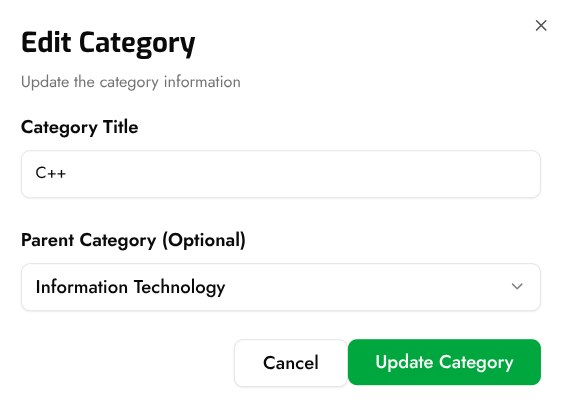 Edit Category
Update the category information
Category Title
C++
Parent Category (Optional)
Information Technology
Cancel
Update Category